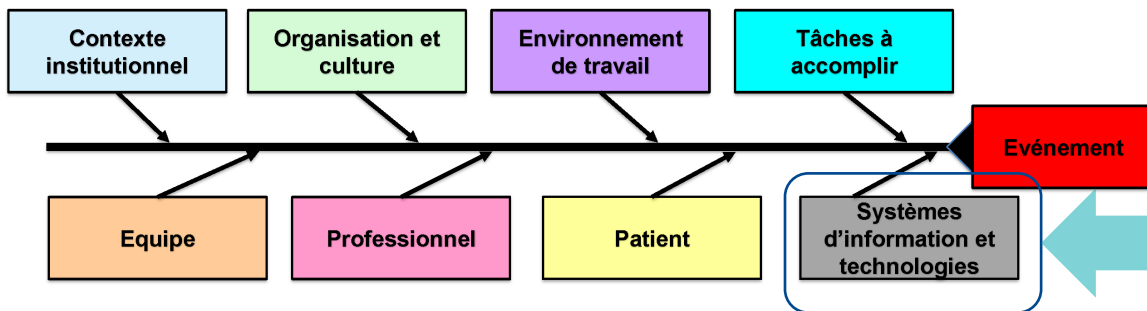 Contexte
institutionnel
Organisation et
culture
Environnement
de travail
Tâches à
accomplir
Evénement
Equipe
Professionnel
Patient
Systèmes
d'information et
technologies